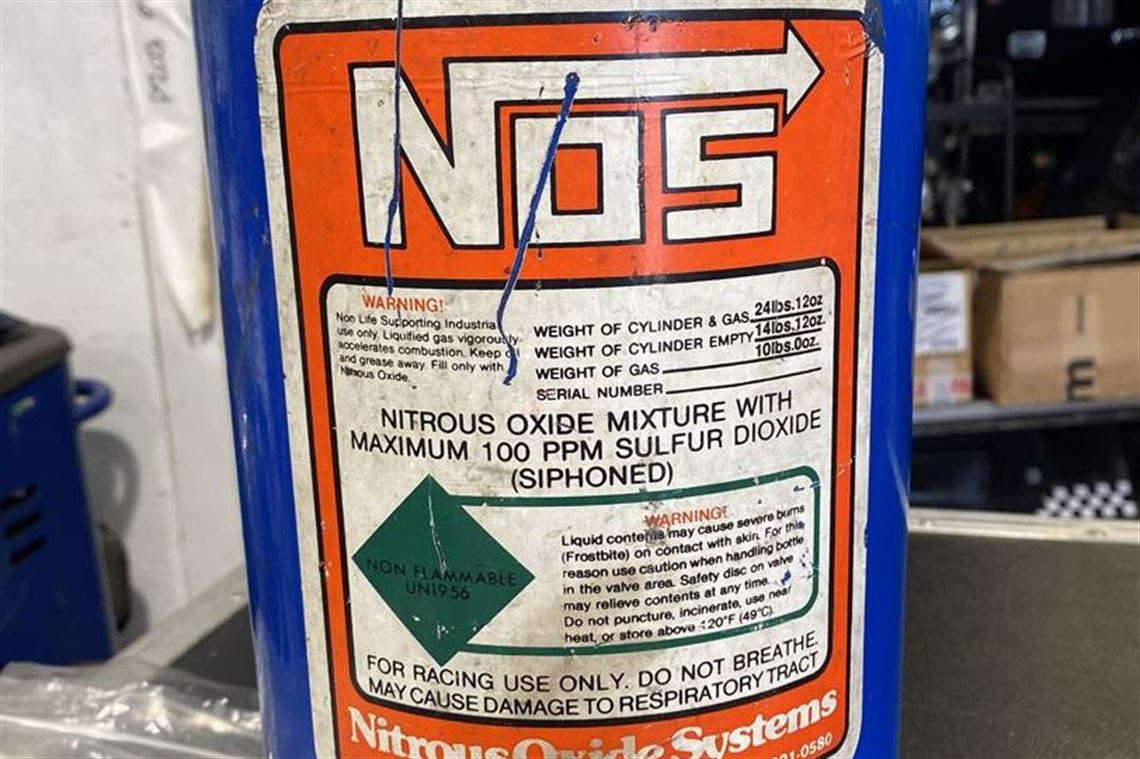 NOS
WARNING!
Non Life Supporting Industrial
use only. Liquified gas vigorously
accelerates combustion. Keep oil
and grease away. Fill only with
Nitrous Oxide.
WEIGHT OF CYLINDER & GAS 24lbs.12oz
WEIGHT OF CYLINDER EMPTY 14lbs.12oz.
WEIGHT OF GAS 10lbs.0oz.
SERIAL NUMBER
NITROUS OXIDE MIXTURE WITH
MAXIMUM 100 PPM SULFUR DIOXIDE
(SIPHONED)
NON FLAMMABLE
UN1956
WARNING!
Liquid contents may cause severe burns
(Frostbite) on contact with skin. For this
reason use caution when handling bottle
in the valve area. Safety disc on valve
may relieve contents at any time.
Do not puncture, incinerate, use near
heat, or store above 120°F (49°C).
FOR RACING USE ONLY. DO NOT BREATHE.
MAY CAUSE DAMAGE TO RESPIRATORY TRACT
Nitrous Oxide Systems
-0580